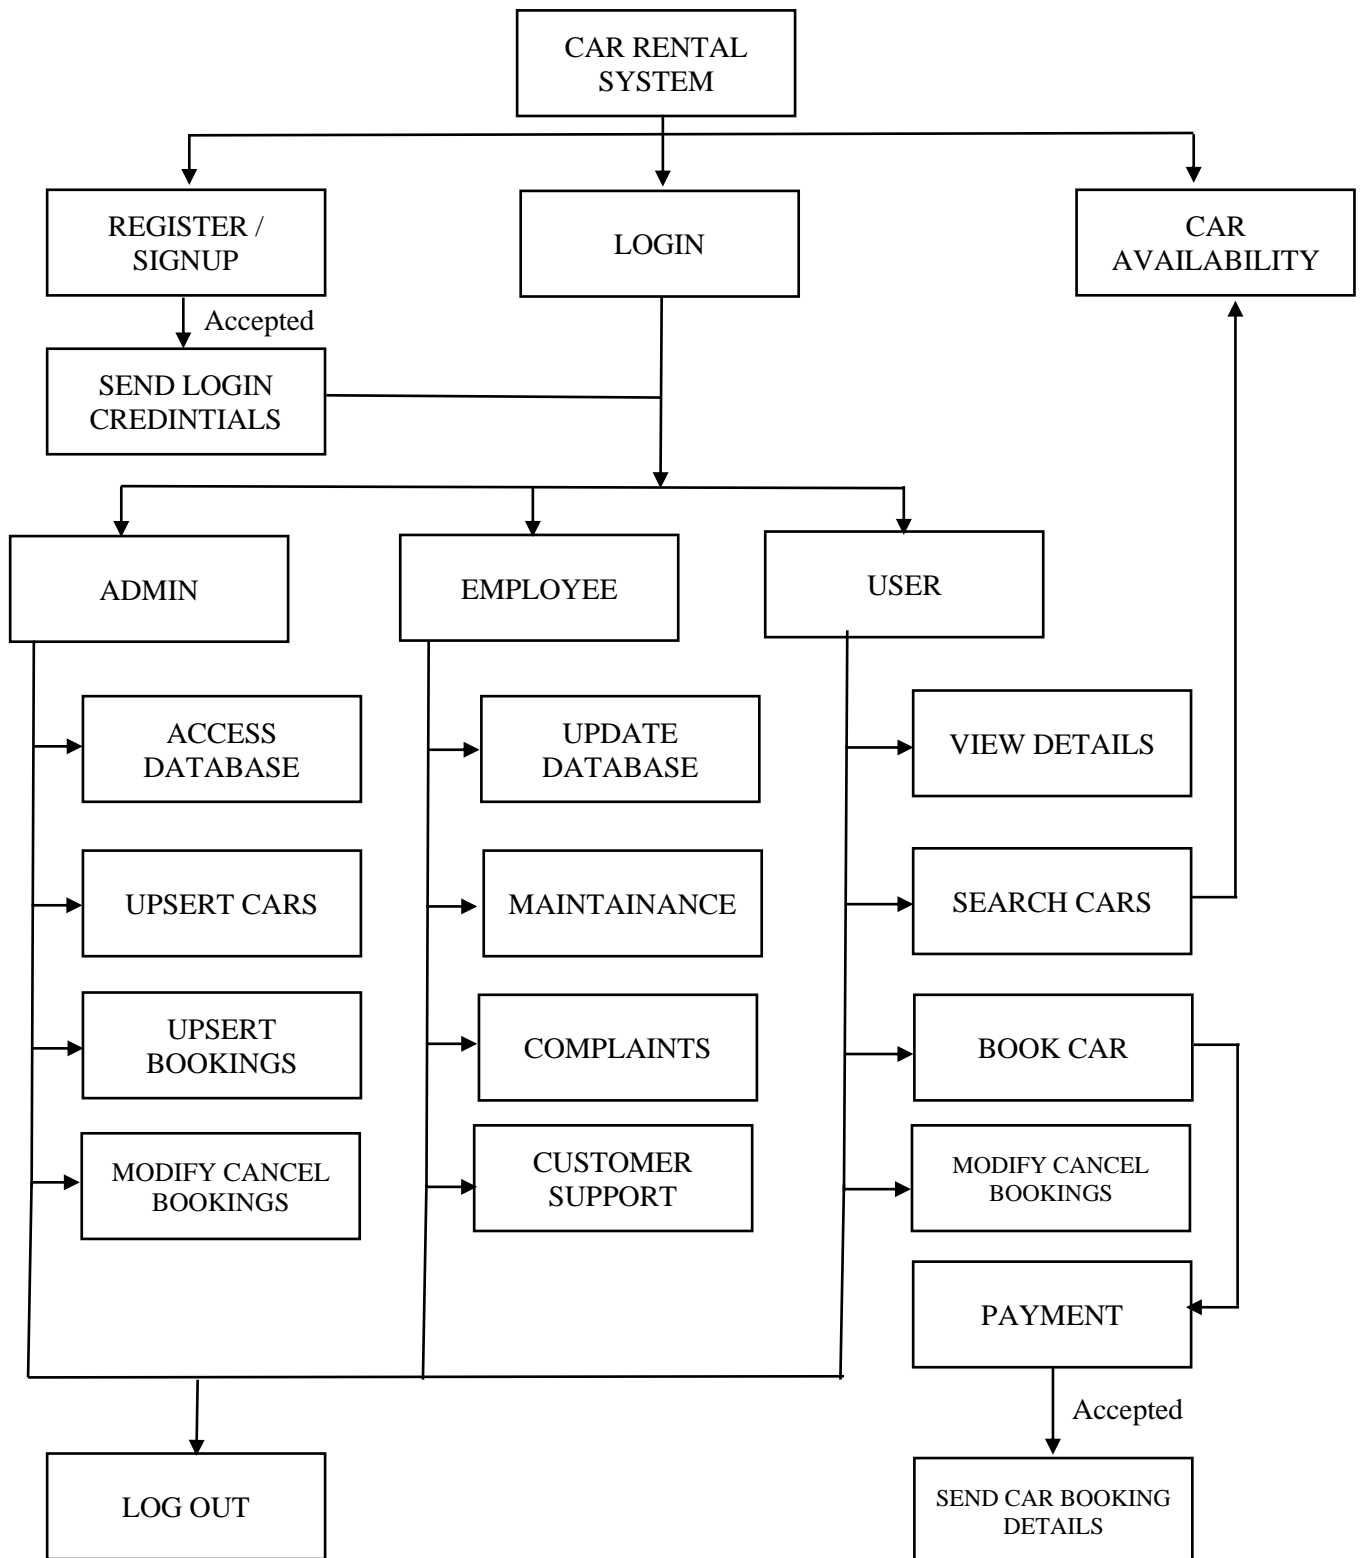 CAR RENTAL
SYSTEM
REGISTER /
SIGNUP
LOGIN
CAR
AVAILABILITY
Accepted
SEND LOGIN
CREDINTIALS
ADMIN
EMPLOYEE
USER
ACCESS
DATABASE
UPDATE
DATABASE
VIEW DETAILS
UPSERT CARS
MAINTAINANCE
SEARCH CARS
UPSERT
BOOKINGS
COMPLAINTS
BOOK CAR
MODIFY CANCEL
BOOKINGS
CUSTOMER
SUPPORT
MODIFY CANCEL
BOOKINGS
PAYMENT
Accepted
LOG OUT
SEND CAR BOOKING
DETAILS